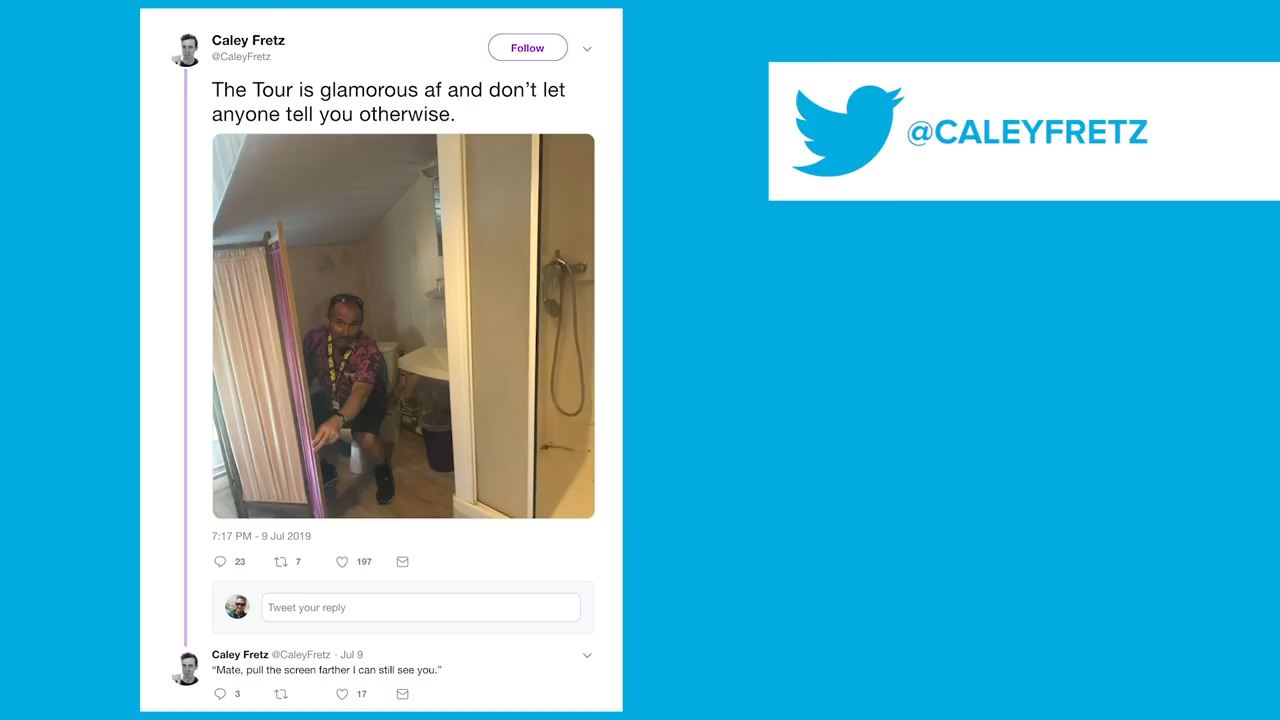 Caley Fretz
@CaleyFretz
Follow
The Tour is glamorous af and don’t let
anyone tell you otherwise.
7:17 PM - 9 Jul 2019
23 7 197
Tweet your reply
Caley Fretz @CaleyFretz · Jul 9
“Mate, pull the screen farther I can still see you.”
3 17
@CALEYFRETZ